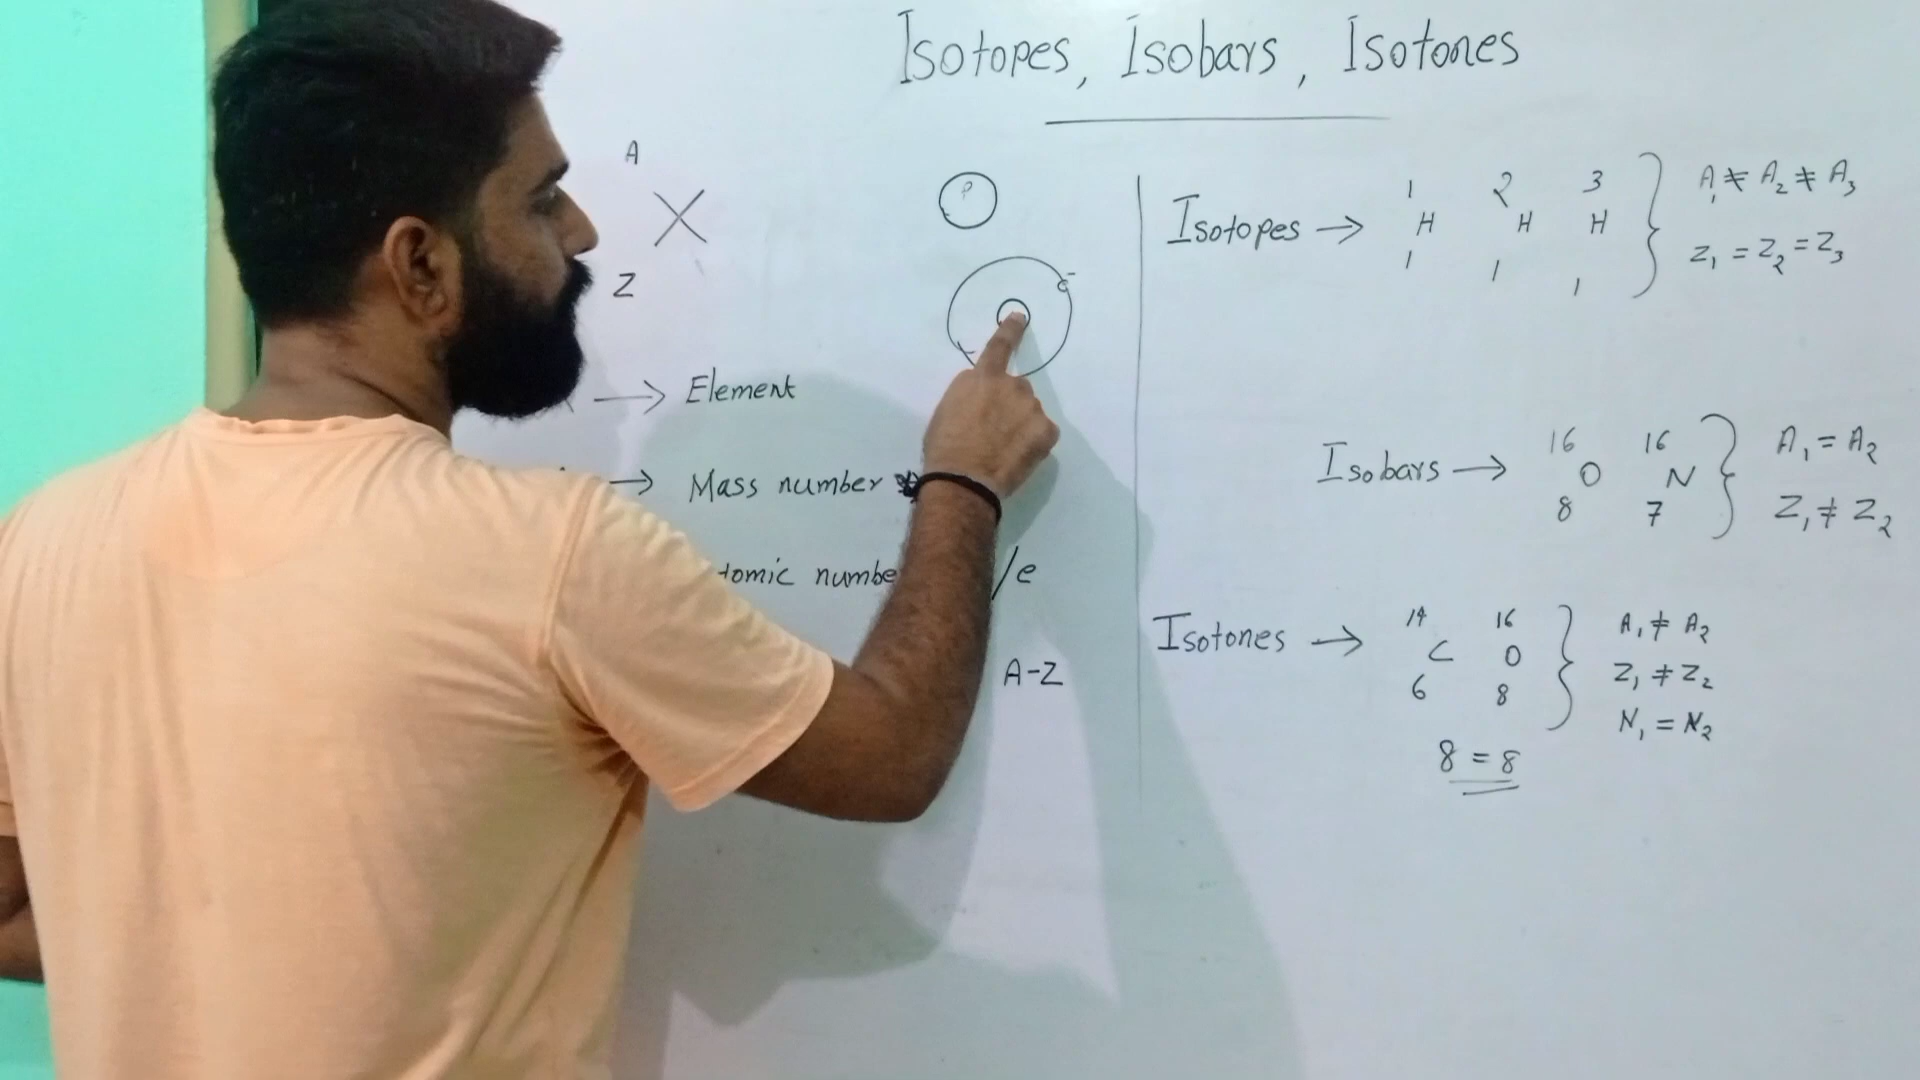 Isotopes, Isobars, Isotones
A
X
Z
P
e-
→ Element
→ Mass number
number
/e
A-Z
Isotopes → 1 2 3
H H H
1 1 1
A₁ ≠ A₂ ≠ A₃
Z₁ = Z₂ = Z₃
Isobars → 16 16
O N
8 7
A₁ = A₂
Z₁ ≠ Z₂
Isotones → 14 16
C O
6 8
A₁ ≠ A₂
Z₁ ≠ Z₂
N₁ = N₂
8 = 8